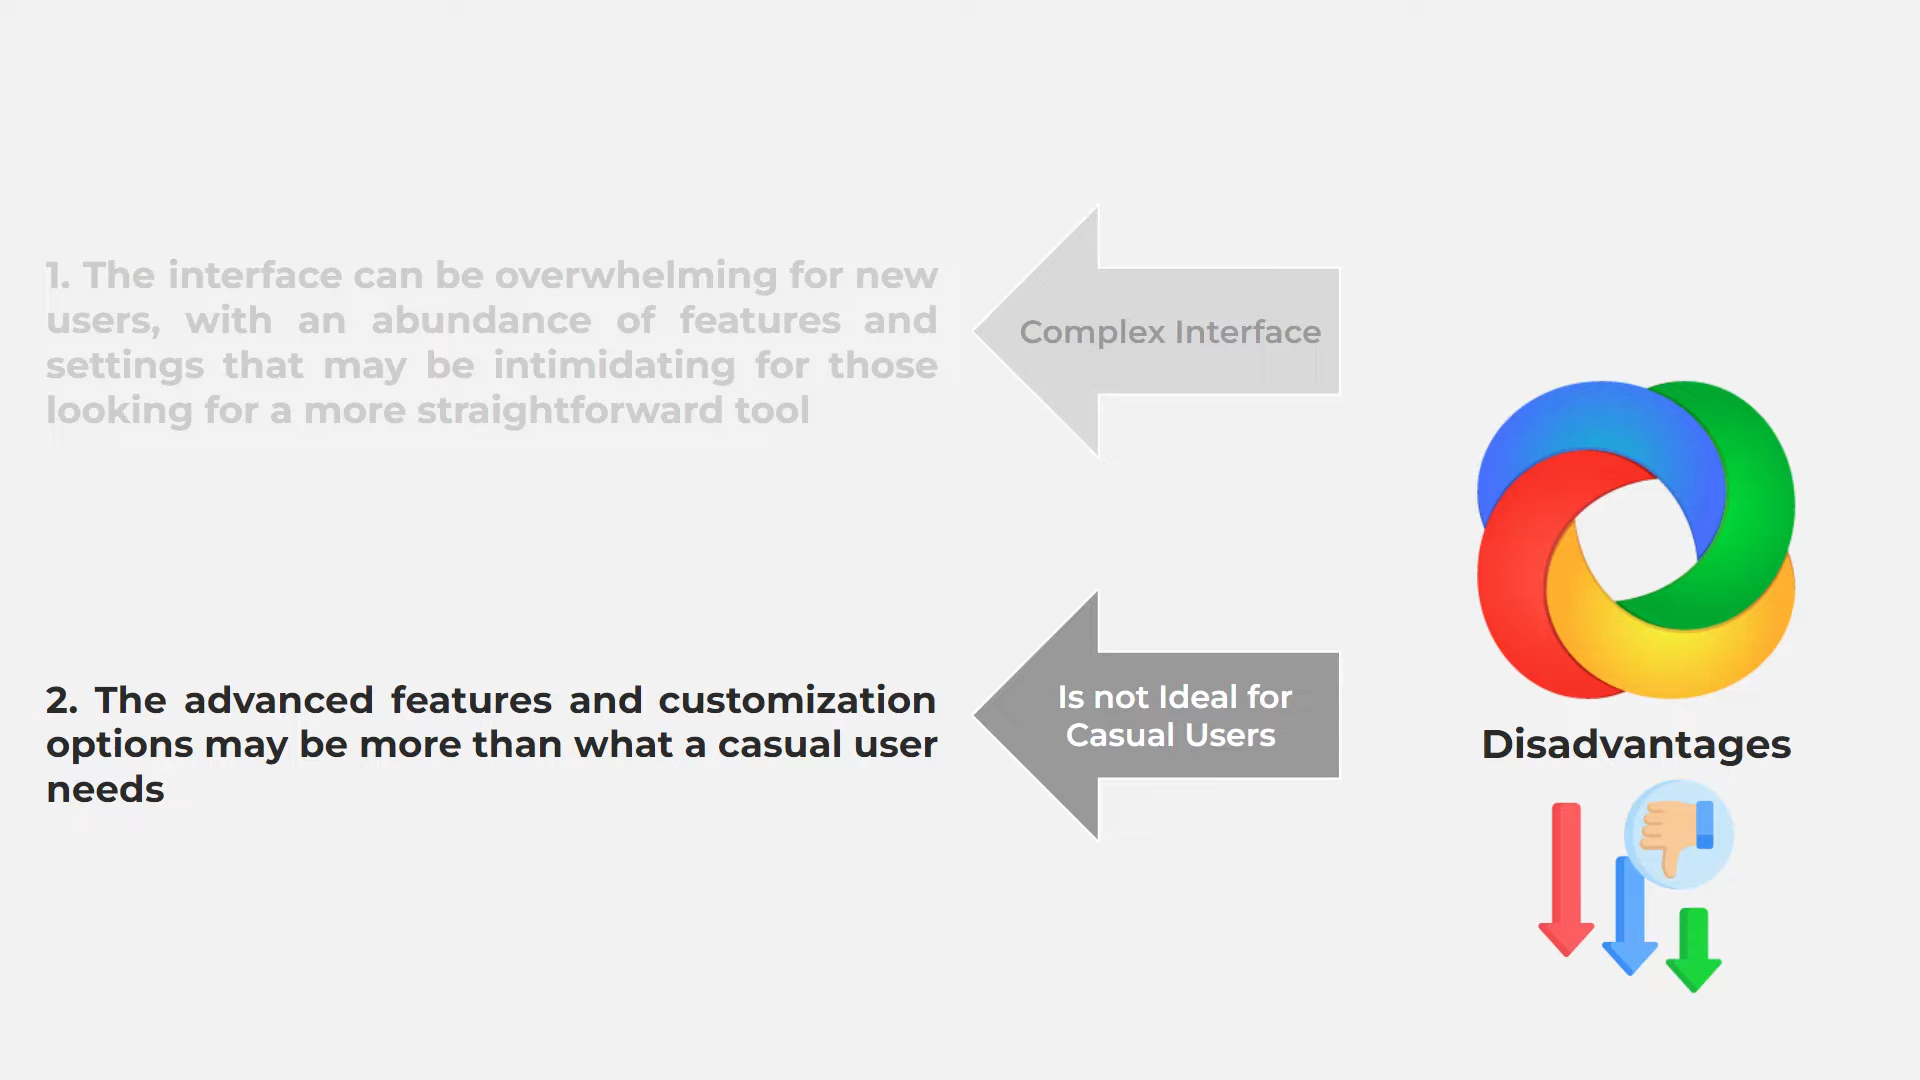 1. The interface can be overwhelming for new
users, with an abundance of features and
settings that may be intimidating for those
looking for a more straightforward tool
Complex Interface
2. The advanced features and customization
options may be more than what a casual user
needs
Is not Ideal for
Casual Users
Disadvantages